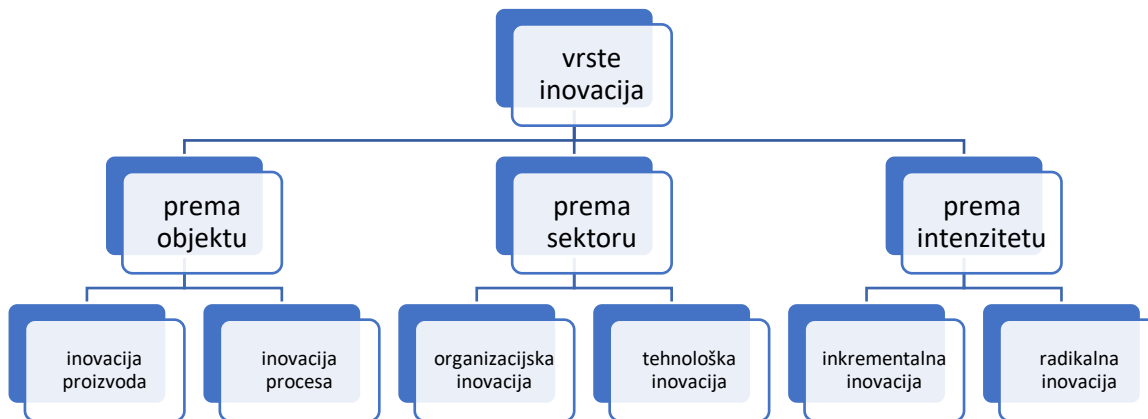 vrste
inovacija
prema
objektu
prema
sektoru
prema
intenzitetu
inovacija
proizvoda
inovacija
procesa
organizacijska
inovacija
tehnološka
inovacija
inkrementalna
inovacija
radikalna
inovacija